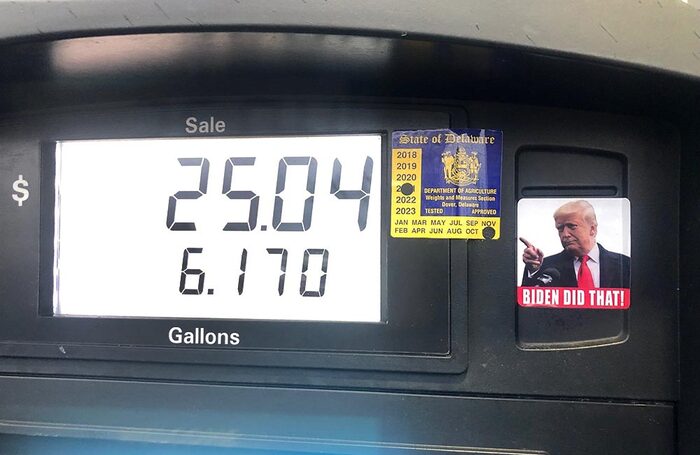 Sale
$
25.04
6.170
Gallons
State of Delaware
2018
2019
2020
2022
2023
DEPARTMENT OF AGRICULTURE
Weights and Measures Section
Dover, Delaware
TESTED APPROVED
JAN MAR MAY JUL SEP NOV
FEB APR JUN AUG OCT
BIDEN DID THAT!